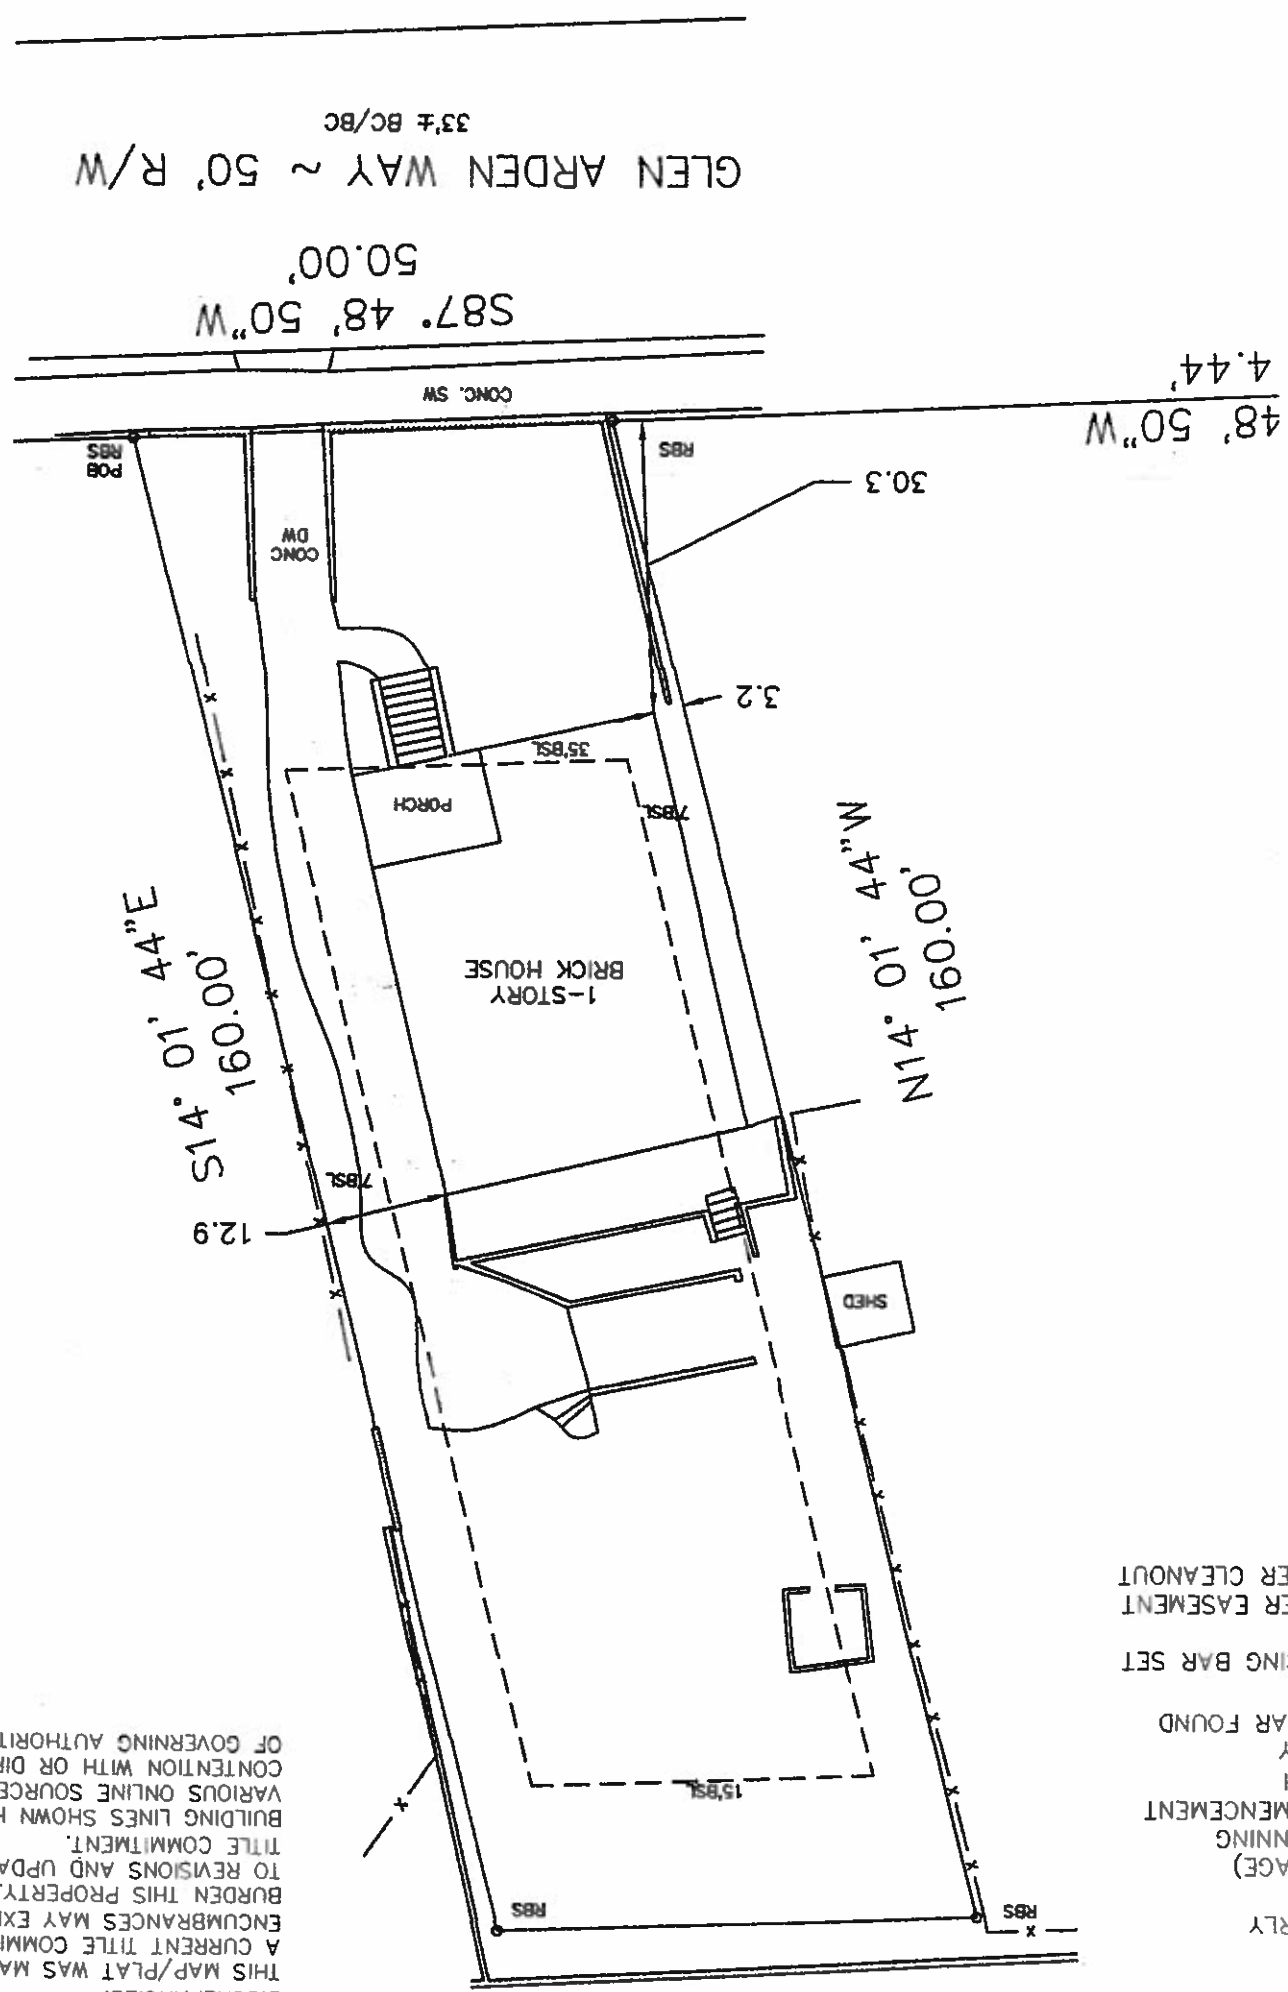 RLY
AGE)
NNING
MENCEMENT
Y
AR FOUND
ING BAR SET
ER EASEMENT
ER CLEANOUT
THIS MAP/PLAT WAS MA
A CURRENT TITLE COMMI
ENCUMBRANCES MAY EXI
BURDEN THIS PROPERTY.
TO REVISIONS AND UPDA
TITLE COMMITMENT.
BUILDING LINES SHOWN H
VARIOUS ONLINE SOURCE
CONTENTION WITH OR DI
OF GOVERNING AUTHORIT
RBS
RBS
15'BSL
SHED
12.9
7'BSL
N14° 01' 44"W
160.00'
S14° 01' 44"E
160.00'
1-STORY
BRICK HOUSE
PORCH
7'BSL
35'BSL
3.2
CONC
DW
30.3
RBS
POB
RBS
48' 50"W
4.44'
CONC. SW
S87° 48' 50"W
50.00'
GLEN ARDEN WAY ~ 50' R/W
33'± BC/BC